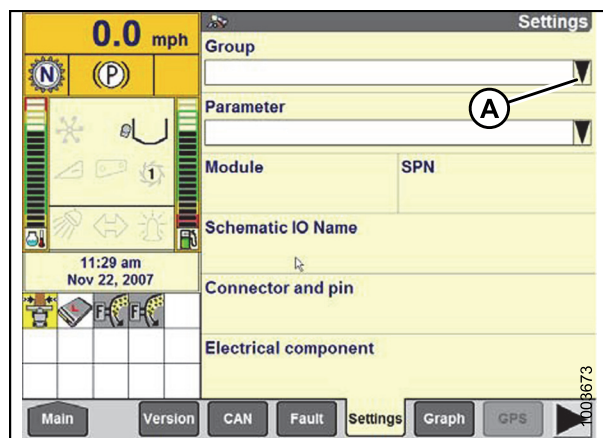 0.0 mph
Settings
Group
N
(P)
A
Parameter
1
Module
SPN
Schematic IO Name
11:29 am
Nov 22, 2007
Connector and pin
L
F
F
Electrical component
1003673
Main
Version
CAN
Fault
Settings
Graph
GPS